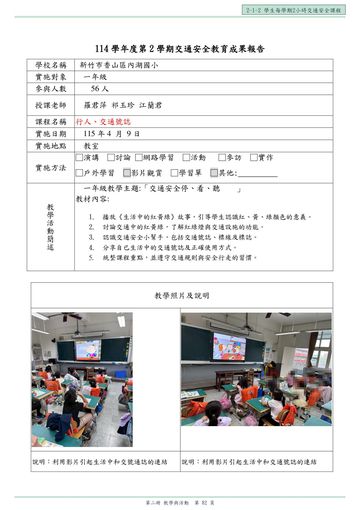 2-1-2 學生每學期2小時交通安全課程
114 學年度第 2 學期交通安全教育成果報告
學校名稱 新竹市香山區內湖國小
實施對象 一年級
參與人數 56 人
授課老師 羅君萍 祁玉珍 江蘭君
課程名稱 行人、交通號誌
實施日期 115 年 4 月 9 日
實施地點 教室
實施方法 □演講 □討論 □網路學習 □活動 □參訪 □實作
□戶外學習 ■影片觀賞 □學習單 □其他:
教學活動簡述
一年級教學主題:「交通安全停、看、聽 」
教材內容:
1. 播放《生活中的紅黃綠》故事,引導學生認識紅、黃、綠顏色的意義。
2. 討論交通中的紅黃綠,了解紅綠燈與交通設施的功能。
3. 認識交通安全小幫手,包括交通號誌、標線及標誌。
4. 分享自己生活中的交通號誌及正確使用方式。
5. 統整課程重點,並遵守交通規則與安全行走的習慣。
教學照片及說明
說明:利用影片引起生活中和交號通誌的連結
說明:利用影片引起生活中和交通號誌的連結
第二冊 教學與活動 第 82 頁